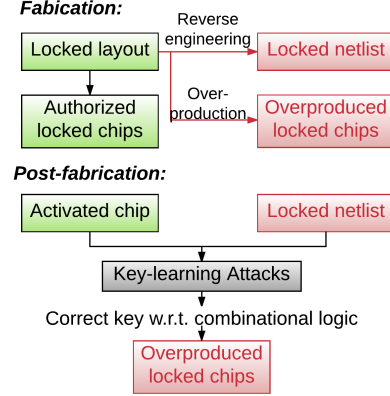 Fabication:
Reverse
engineering
Locked layout
Locked netlist
Over-
production
Authorized
locked chips
Overproduced
locked chips
Post-fabrication:
Activated chip
Locked netlist
Key-learning Attacks
Correct key w.r.t. combinational logic
Overproduced
locked chips